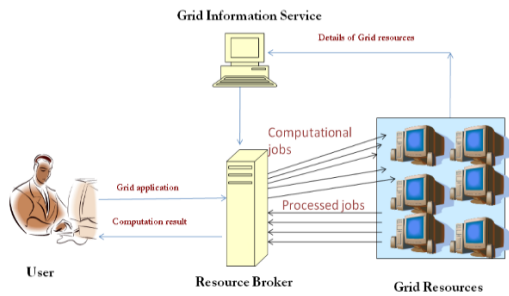 Grid Information Service
Details of Grid resources
Computational
jobs
Grid application
Processed jobs
Computation result
User
Resource Broker
Grid Resources